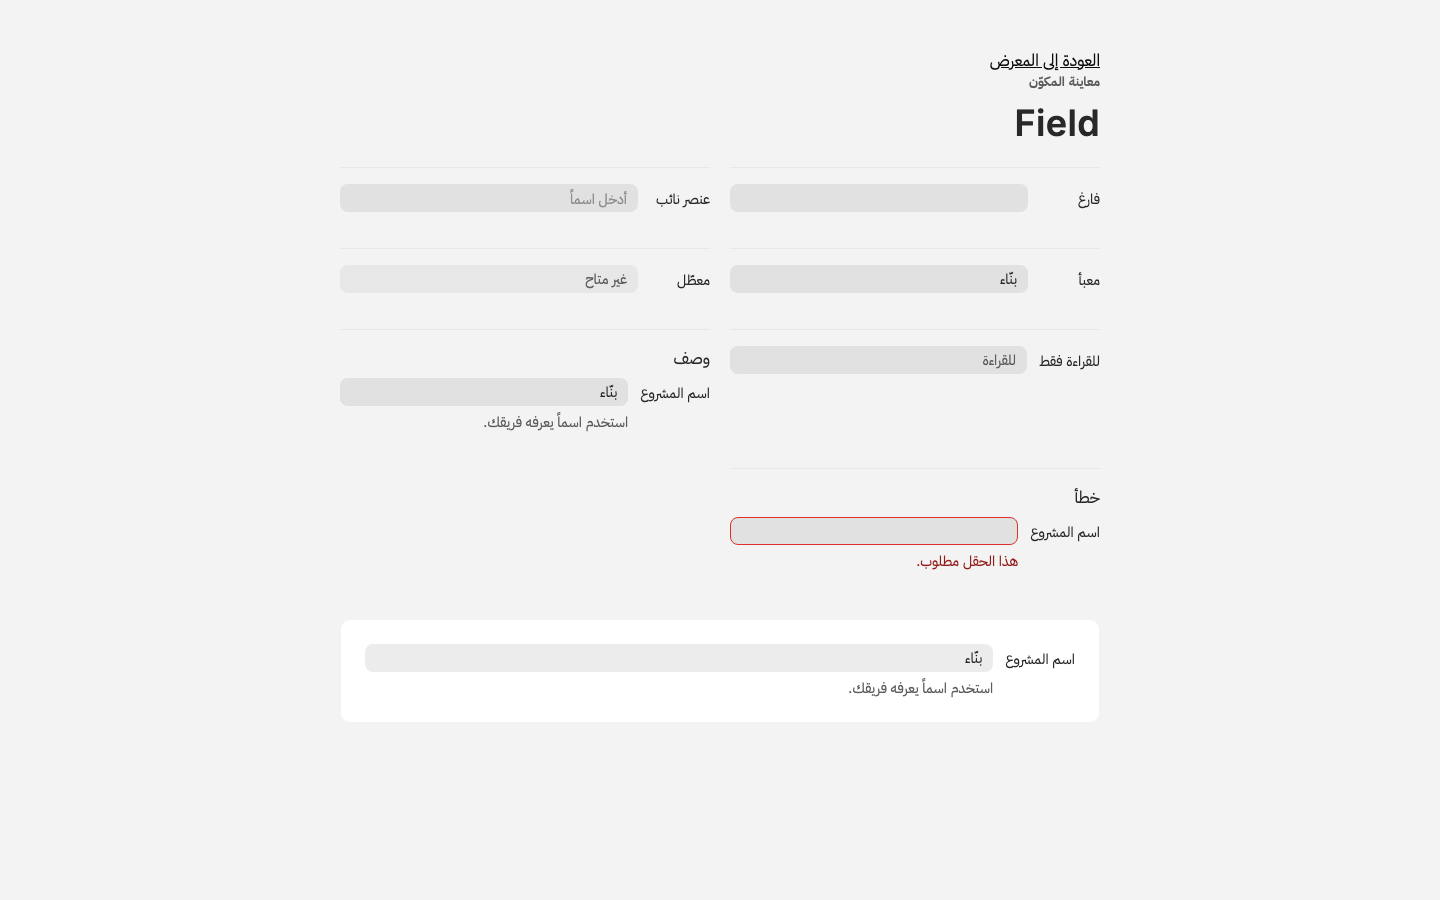 العودة إلى المعرض
معاينة المكوّن
Field
فارغ
عنصر نائب
أدخل اسماً
معبأ
بنّاء
معطّل
غير متاح
للقراءة فقط
للقراءة
وصف
اسم المشروع
بنّاء
استخدم اسماً يعرفه فريقك.
خطأ
اسم المشروع
هذا الحقل مطلوب.
اسم المشروع
بنّاء
استخدم اسماً يعرفه فريقك.